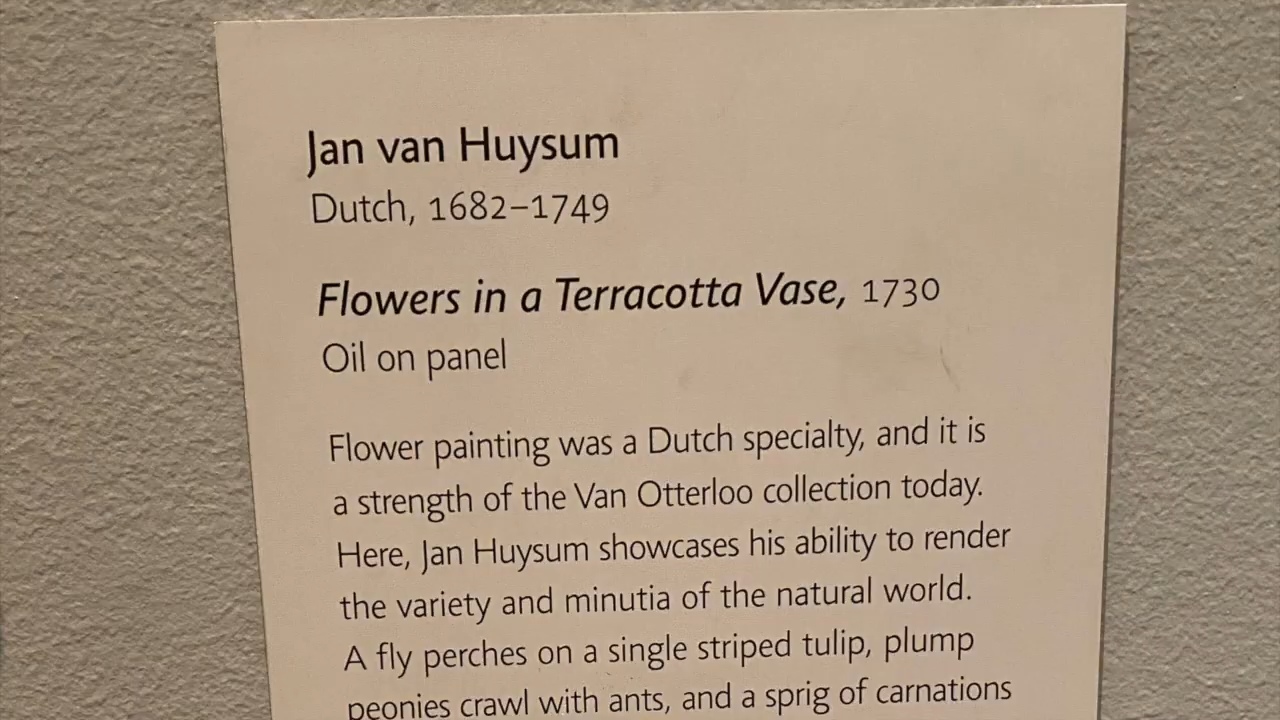 Jan van Huysum
Dutch, 1682–1749
Flowers in a Terracotta Vase, 1730
Oil on panel
Flower painting was a Dutch specialty, and it is
a strength of the Van Otterloo collection today.
Here, Jan Huysum showcases his ability to render
the variety and minutia of the natural world.
A fly perches on a single striped tulip, plump
peonies crawl with ants, and a sprig of carnations